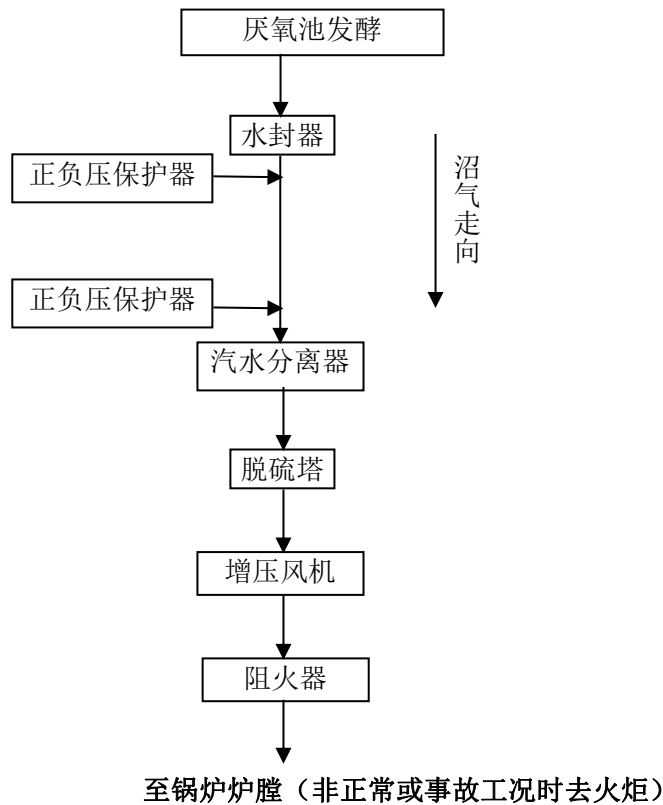 厌氧池发酵
水封器
正负压保护器
沼气走向
正负压保护器
汽水分离器
脱硫塔
增压风机
阻火器
至锅炉炉膛（非正常或事故工况时去火炬）